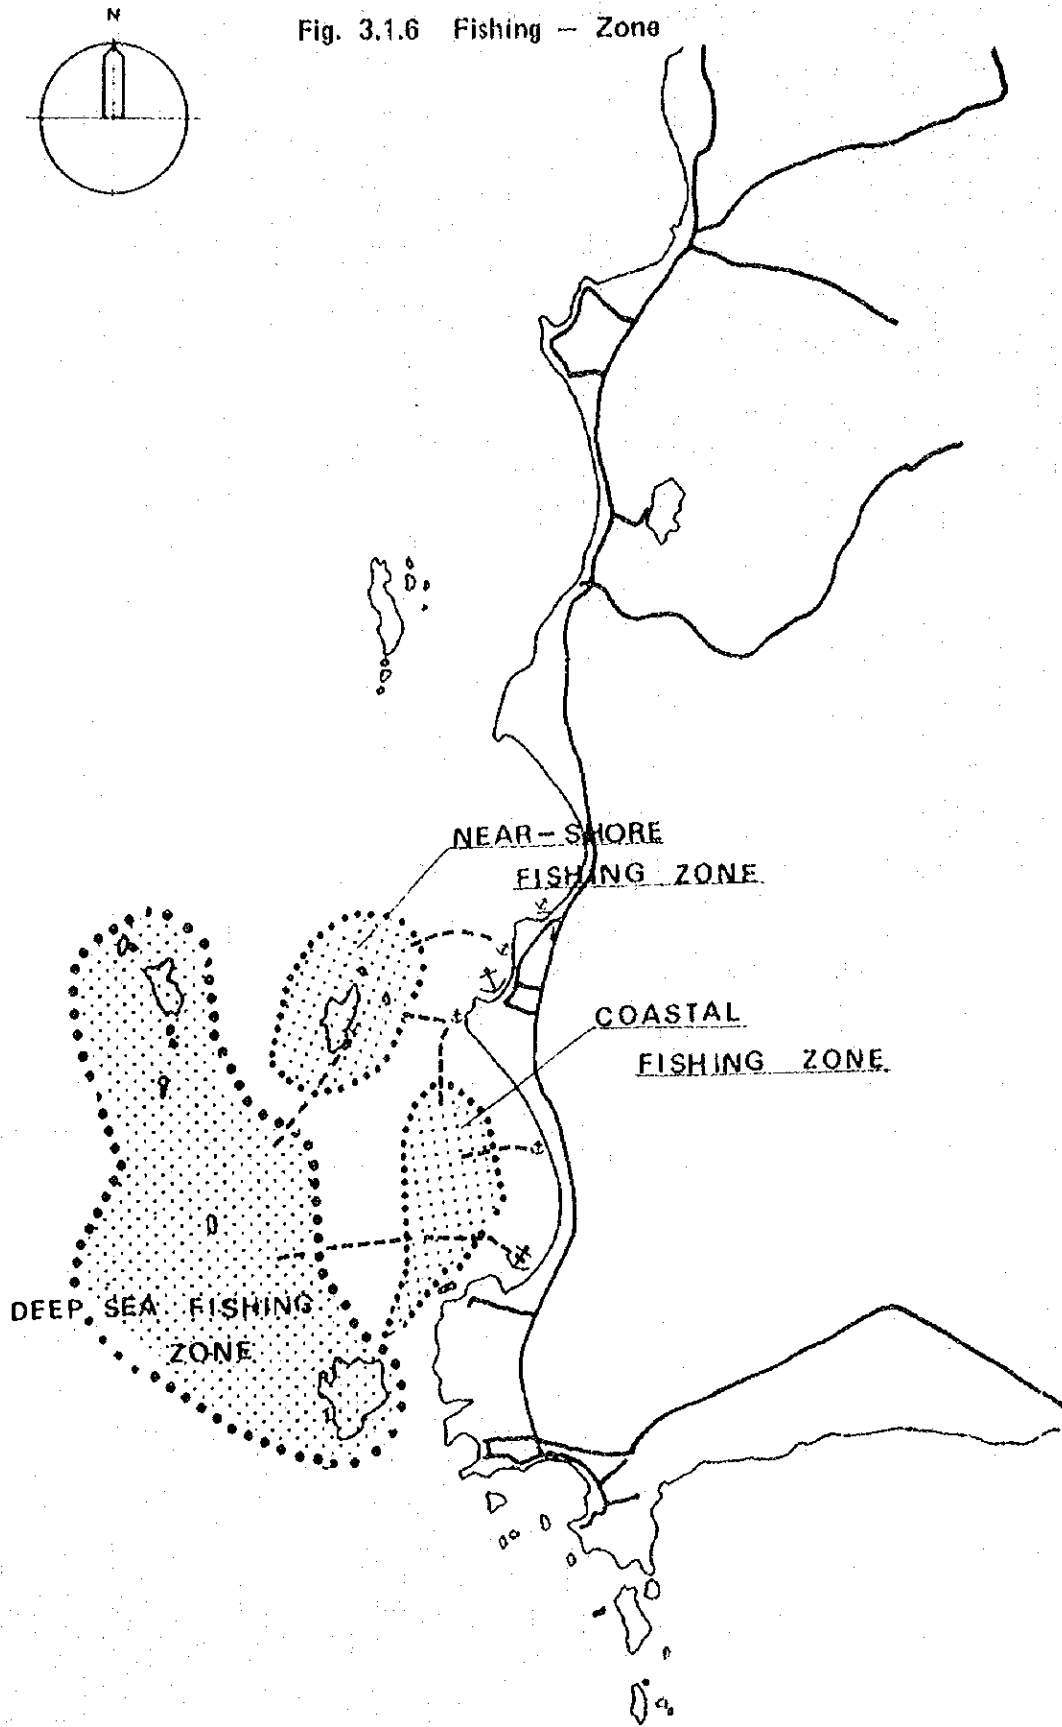 Fig. 3.1.6 Fishing – Zone
N
NEAR-SHORE
FISHING ZONE
COASTAL
FISHING ZONE
DEEP SEA FISHING
ZONE